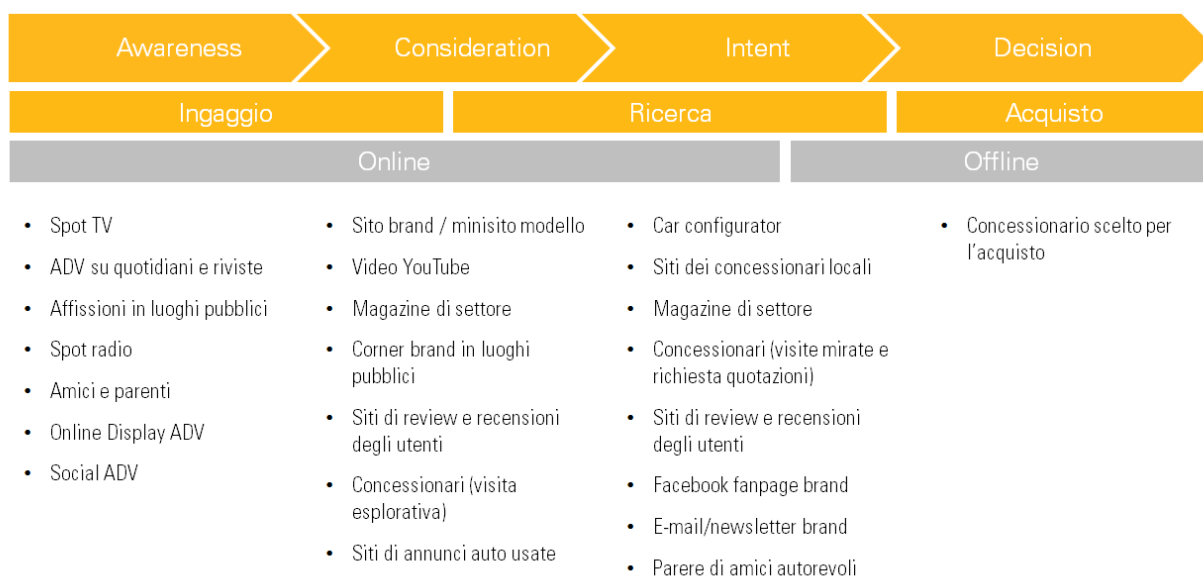 Awareness
Consideration
Intent
Decision
Ingaggio
Ricerca
Acquisto
Online
Offline
• Spot TV
• ADV su quotidiani e riviste
• Affissioni in luoghi pubblici
• Spot radio
• Amici e parenti
• Online Display ADV
• Social ADV
• Sito brand / minisito modello
• Video YouTube
• Magazine di settore
• Corner brand in luoghi
pubblici
• Siti di review e recensioni
degli utenti
• Concessionari (visita
esplorativa)
• Siti di annunci auto usate
• Car configurator
• Siti dei concessionari locali
• Magazine di settore
• Concessionari (visite mirate e
richiesta quotazioni)
• Siti di review e recensioni
degli utenti
• Facebook fanpage brand
• E-mail/newsletter brand
• Parere di amici autorevoli
• Concessionario scelto per
l'acquisto